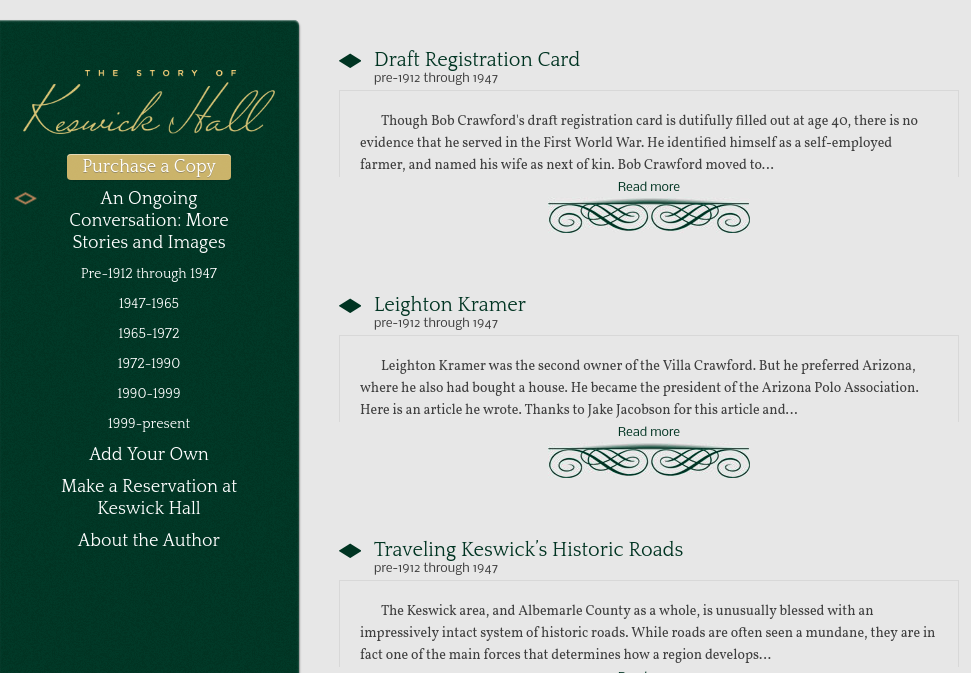 THE STORY OF
Keswick Hall
Purchase a Copy
An Ongoing
Conversation: More
Stories and Images
Pre-1912 through 1947
1947-1965
1965-1972
1972-1990
1990-1999
1999-present
Add Your Own
Make a Reservation at
Keswick Hall
About the Author
Draft Registration Card
pre-1912 through 1947
Though Bob Crawford's draft registration card is dutifully filled out at age 40, there is no
evidence that he served in the First World War. He identified himself as a self-employed
farmer, and named his wife as next of kin. Bob Crawford moved to…
Read more
Leighton Kramer
pre-1912 through 1947
Leighton Kramer was the second owner of the Villa Crawford. But he preferred Arizona,
where he also had bought a house. He became the president of the Arizona Polo Association.
Here is an article he wrote. Thanks to Jake Jacobson for this article and…
Read more
Traveling Keswick’s Historic Roads
pre-1912 through 1947
The Keswick area, and Albemarle County as a whole, is unusually blessed with an
impressively intact system of historic roads. While roads are often seen a mundane, they are in
fact one of the main forces that determines how a region develops…